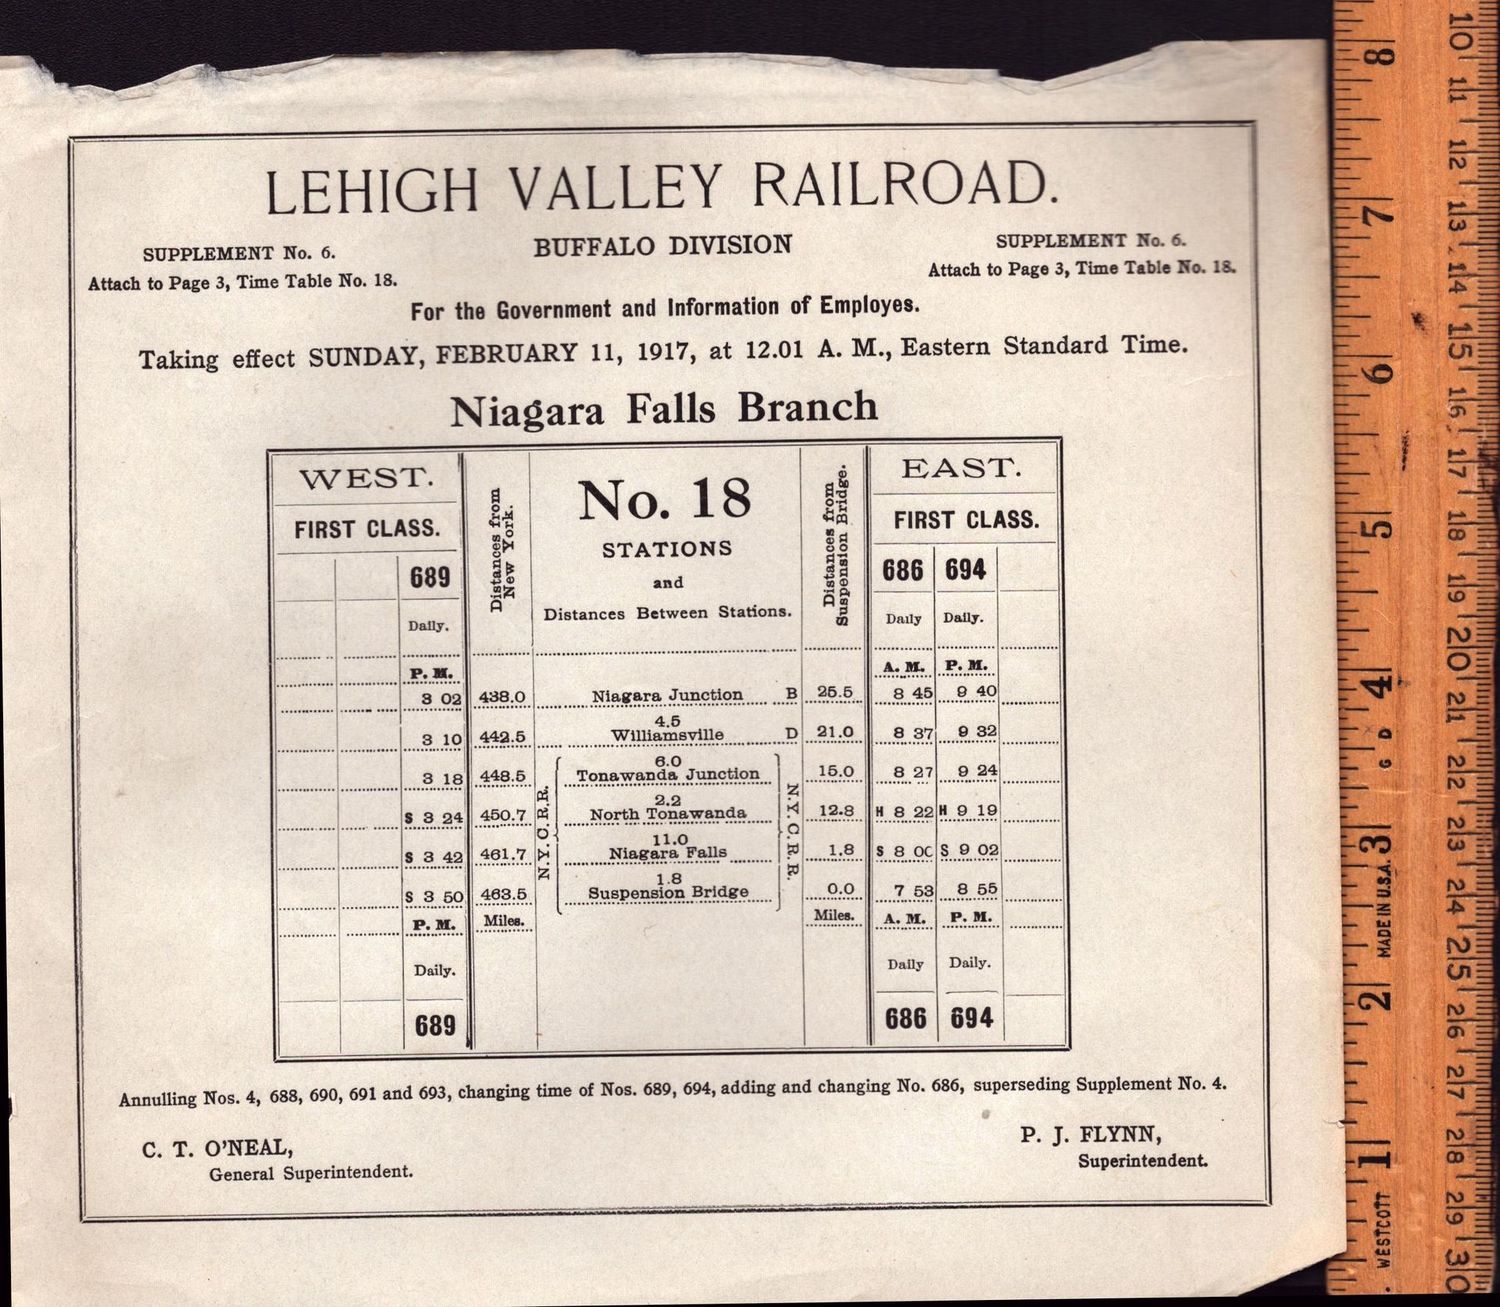 LEHIGH VALLEY RAILROAD.
SUPPLEMENT No. 6.
Attach to Page 3, Time Table No. 18.
BUFFALO DIVISION
SUPPLEMENT No. 6.
Attach to Page 3, Time Table No. 18.
For the Government and Information of Employes.
Taking effect SUNDAY, FEBRUARY 11, 1917, at 12.01 A. M., Eastern Standard Time.
Niagara Falls Branch
WEST.
FIRST CLASS.
689
Daily.
Distances from
New York.
No. 18
STATIONS
and
Distances Between Stations.
Distances from
Suspension Bridge.
EAST.
FIRST CLASS.
686 694
Daily Daily.
P. M. A. M. P. M.
3 02 438.0 Niagara Junction B 25.5 8 45 9 40
4.5
3 10 442.5 Williamsville D 21.0 8 37 9 32
6.0
3 18 448.5 Tonawanda Junction 15.0 8 27 9 24
2.2
S 3 24 450.7 North Tonawanda 12.8 H 8 22 H 9 19
11.0
S 3 42 461.7 Niagara Falls 1.8 S 8 00 S 9 02
1.8
S 3 50 463.5 Suspension Bridge 0.0 7 53 8 55
N.Y.C.R.R.
N.Y.C.R.R.
P. M. Miles. Miles. A. M. P. M.
Daily. Daily Daily.
689 686 694
Annulling Nos. 4, 688, 690, 691 and 693, changing time of Nos. 689, 694, adding and changing No. 686, superseding Supplement No. 4.
C. T. O'NEAL,
General Superintendent.
P. J. FLYNN,
Superintendent.
8 7 6 5 4 3 2 1
G D
MADE IN U.S.A.
WESTCOTT
10 11 12 13 14 15 16 17 18 19 20 21 22 23 24 25 26 27 28 29 30